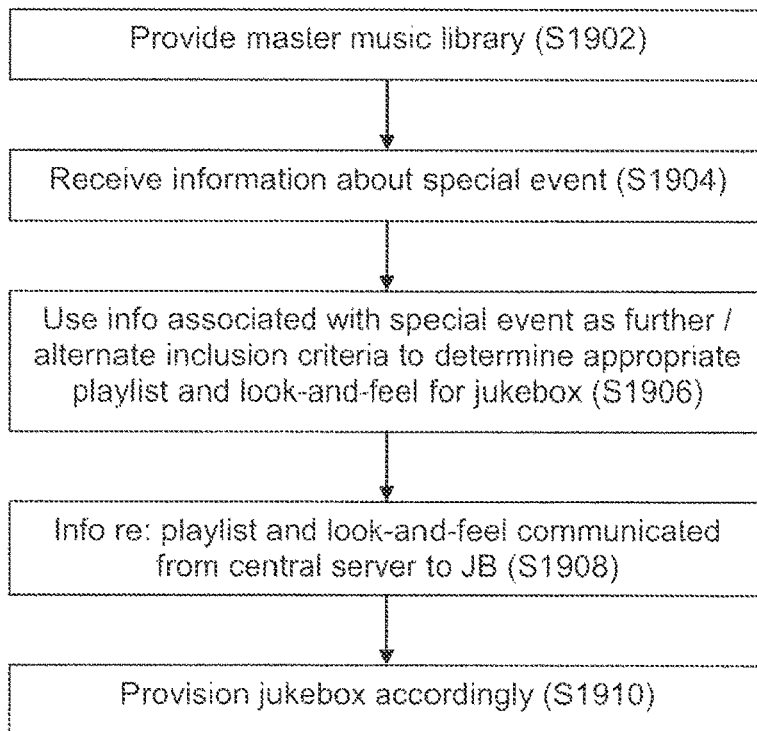 Provide master music library (S1902)
Receive information about special event (S1904)
Use info associated with special event as further /
alternate inclusion criteria to determine appropriate
playlist and look-and-feel for jukebox (S1906)
Info re: playlist and look-and-feel communicated
from central server to JB (S1908)
Provision jukebox accordingly (S1910)